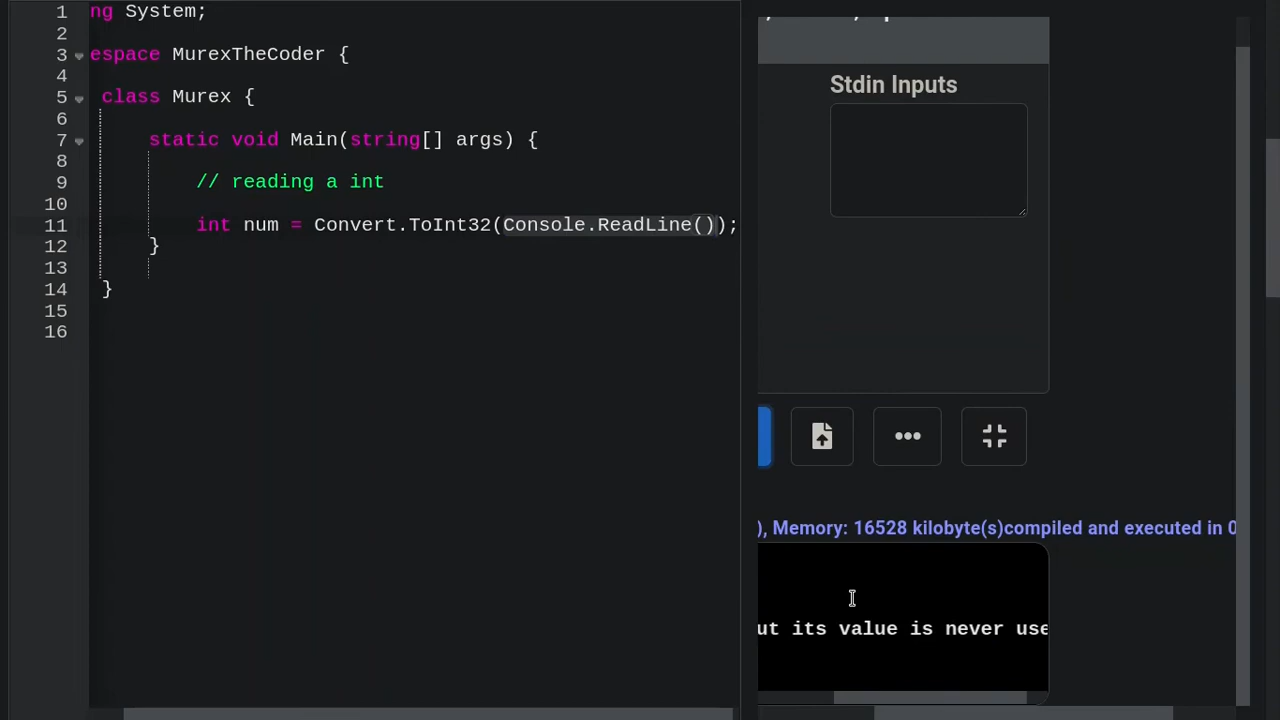 1 ng System;
2
3 espace MurexTheCoder {
4
5 class Murex {
6
7 static void Main(string[] args) {
8
9 // reading a int
10
11 int num = Convert.ToInt32(Console.ReadLine());
12 }
13
14 }
15
16
Stdin Inputs
), Memory: 16528 kilobyte(s)compiled and executed in 0
ut its value is never use